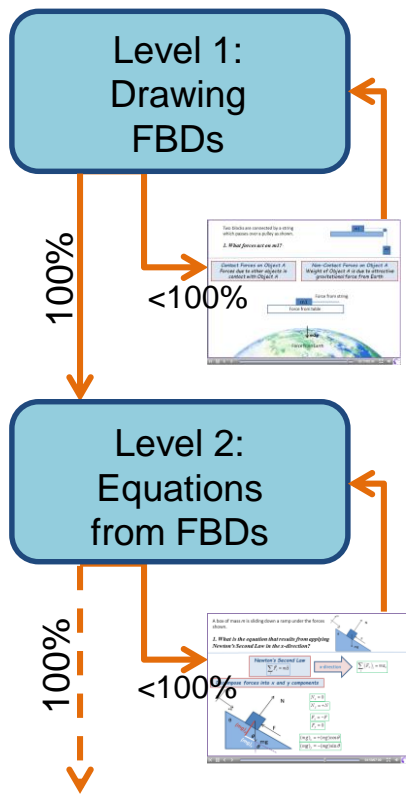 Level 1:
Drawing
FBDs
100%
<100%
Two blocks are connected by a string
which passes over a pulley as shown.
2. What forces act on m1?
Contact Forces on Object A
Forces due to other objects in
contact with Object A
Non-Contact Forces on Object A
Weight of Object A is due to attractive
gravitational force from Earth
Force from string
Force from table
Level 2:
Equations
from FBDs
100%
<100%
A box of mass m is sliding down a ramp under the forces
shown.
1. What is the equation that results from applying
Newton's Second Law in the x-direction?
Newton's Second Law
x-direction
forces into x and y components
N
F
mg